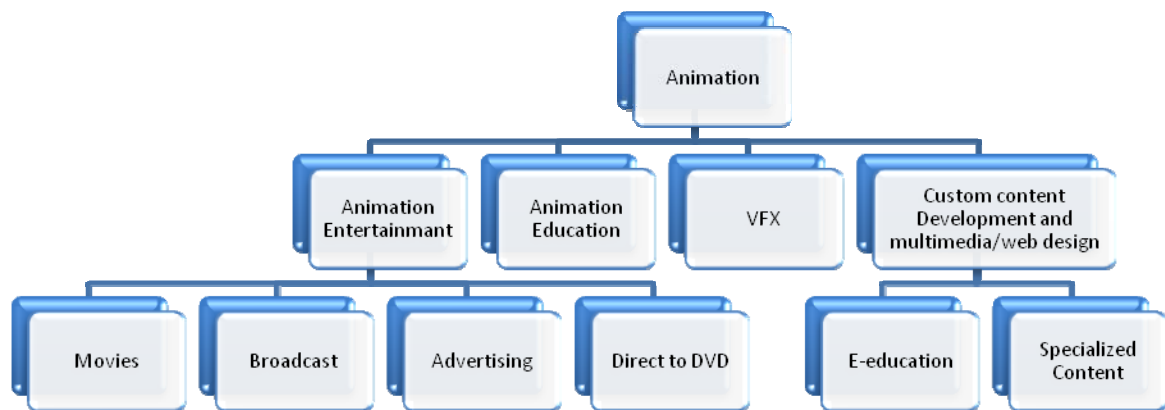 Animation
Animation
Entertainmant
Animation
Education
VFX
Custom content
Development and
multimedia/web design
Movies
Broadcast
Advertising
Direct to DVD
E-education
Specialized
Content